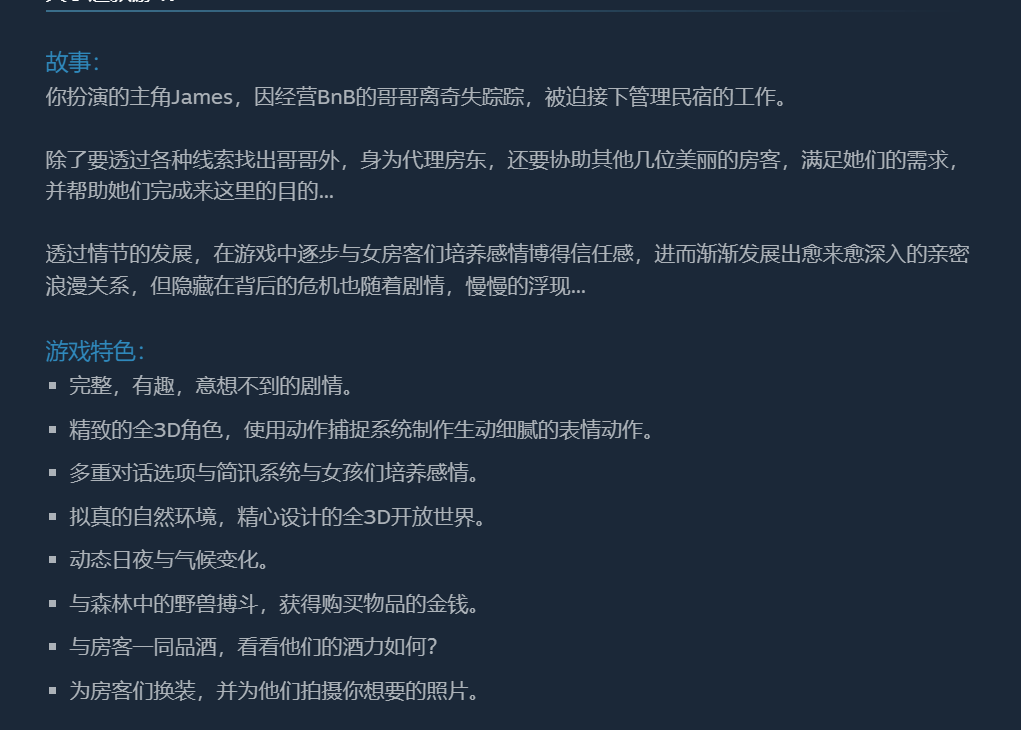 故事：
你扮演的主角James，因经营BnB的哥哥离奇失踪踪，被迫接下管理民宿的工作。
除了要透过各种线索找出哥哥外，身为代理房东，还要协助其他几位美丽的房客，满足她们的需求，
并帮助她们完成来这里的目的...
透过情节的发展，在游戏中逐步与女房客们培养感情博得信任感，进而渐渐发展出愈来愈深入的亲密
浪漫关系，但隐藏在背后的危机也随着剧情，慢慢的浮现...
游戏特色：
▪ 完整，有趣，意想不到的剧情。
▪ 精致的全3D角色，使用动作捕捉系统制作生动细腻的表情动作。
▪ 多重对话选项与简讯系统与女孩们培养感情。
▪ 拟真的自然环境，精心设计的全3D开放世界。
▪ 动态日夜与气候变化。
▪ 与森林中的野兽搏斗，获得购买物品的金钱。
▪ 与房客一同品酒，看看他们的酒力如何？
▪ 为房客们换装，并为他们拍摄你想要的照片。